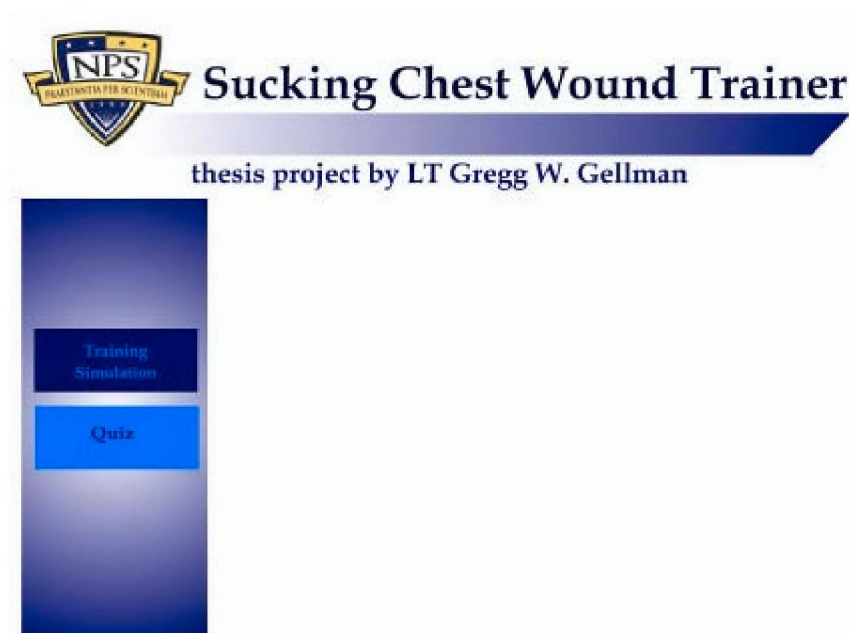 NPS
PRAESTANTIA PER SCIENTIAM
Sucking Chest Wound Trainer
thesis project by LT Gregg W. Gellman
Training
Simulation
Quiz